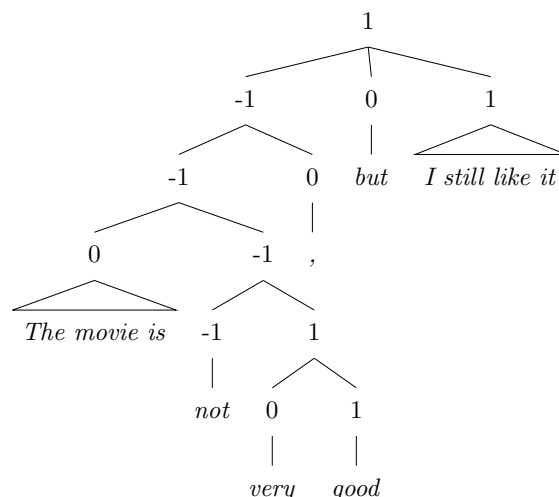 1
-1 0 1
-1 0 but I still like it
0 -1 ,
The movie is -1 1
not 0 1
very good